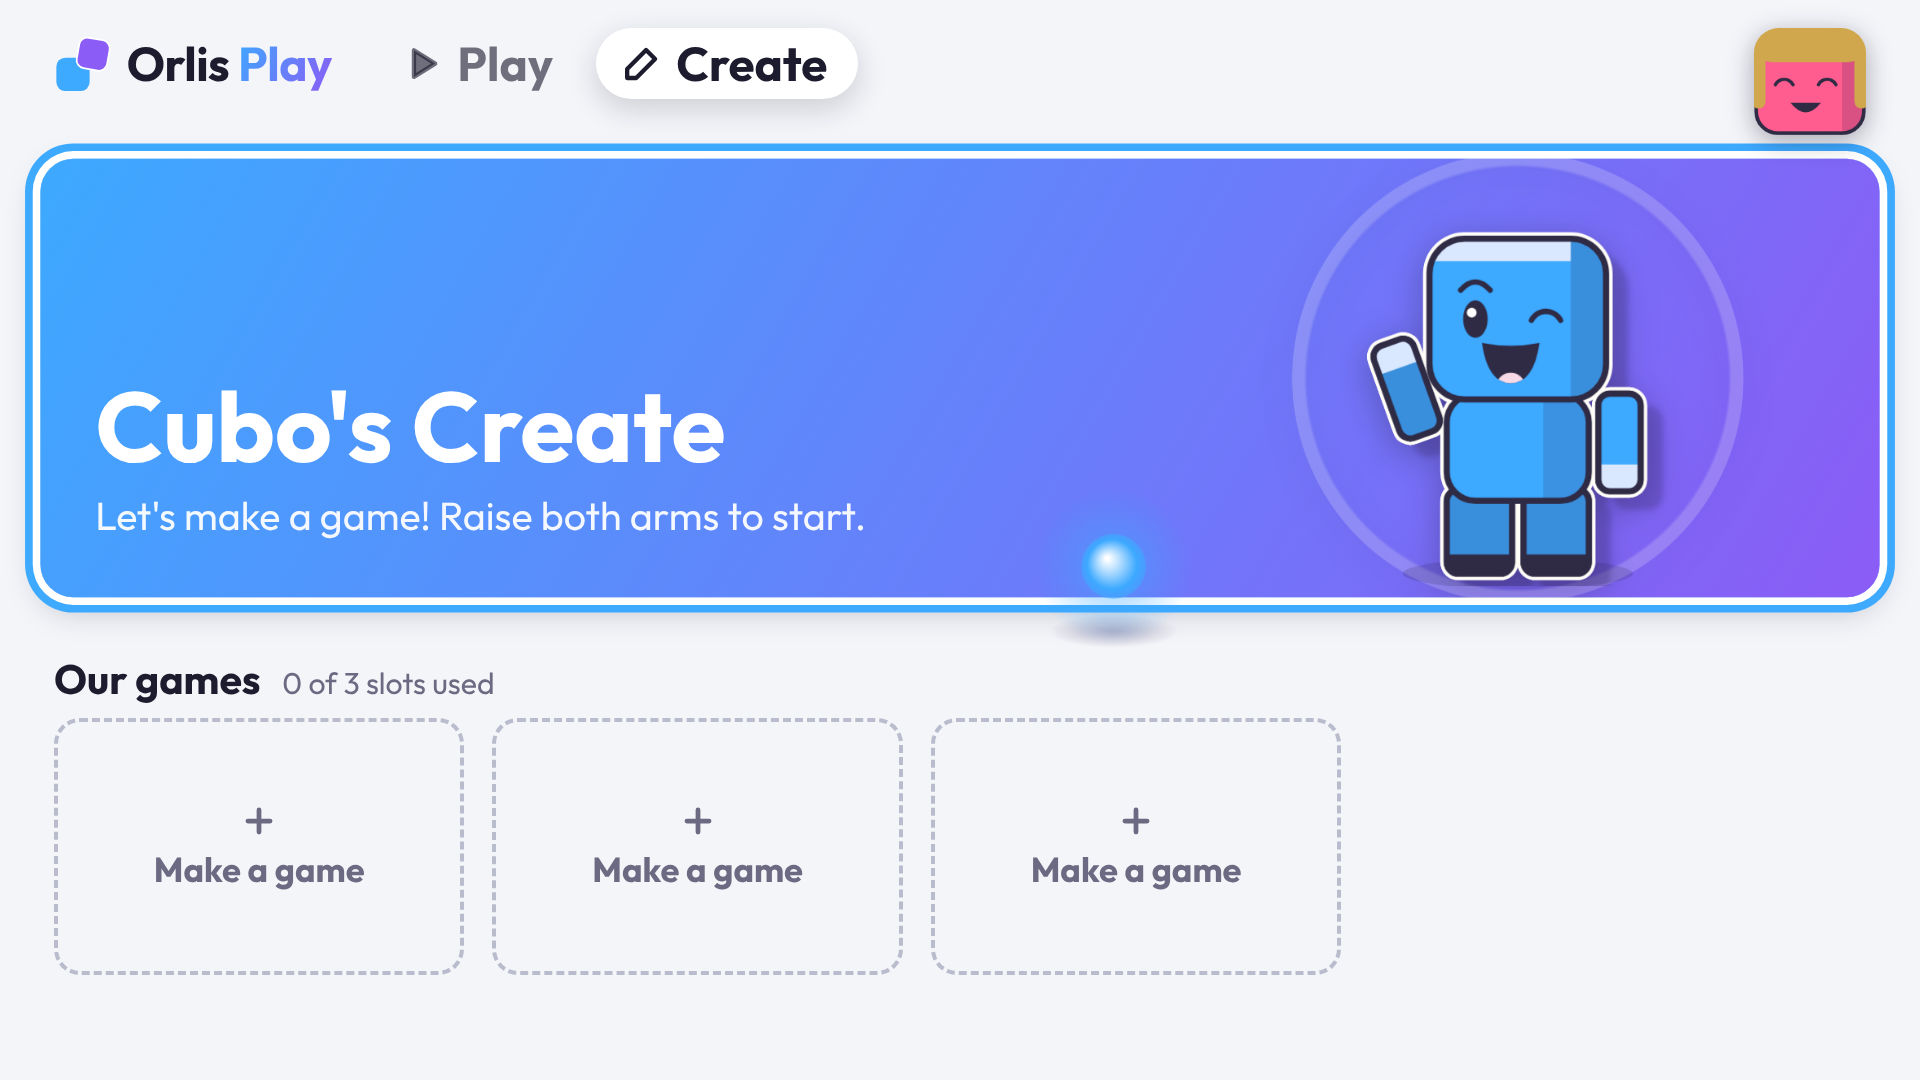 Orlis Play
Play
Create
Cubo's Create
Let's make a game! Raise both arms to start.
Our games
0 of 3 slots used
Make a game
Make a game
Make a game